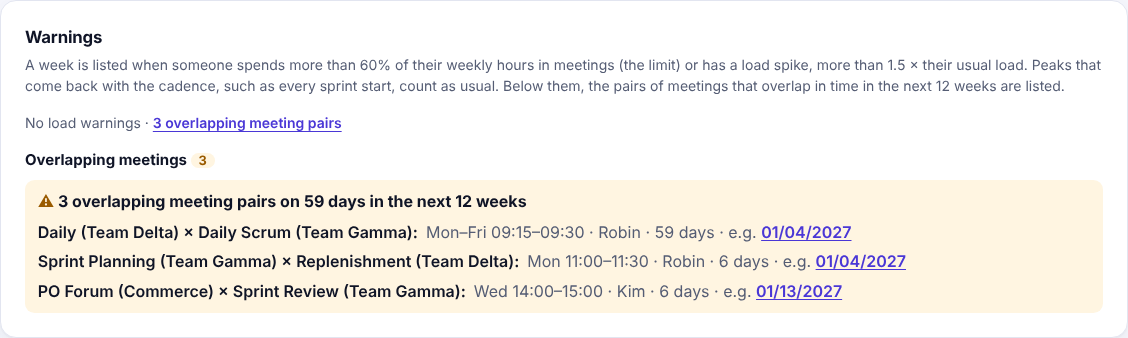 Warnings
A week is listed when someone spends more than 60% of their weekly hours in meetings (the limit) or has a load spike, more than 1.5 × their usual load. Peaks that
come back with the cadence, such as every sprint start, count as usual. Below them, the pairs of meetings that overlap in time in the next 12 weeks are listed.
No load warnings · 3 overlapping meeting pairs
Overlapping meetings 3
⚠ 3 overlapping meeting pairs on 59 days in the next 12 weeks
Daily (Team Delta) × Daily Scrum (Team Gamma): Mon–Fri 09:15–09:30 · Robin · 59 days · e.g. 01/04/2027
Sprint Planning (Team Gamma) × Replenishment (Team Delta): Mon 11:00–11:30 · Robin · 6 days · e.g. 01/04/2027
PO Forum (Commerce) × Sprint Review (Team Gamma): Wed 14:00–15:00 · Kim · 6 days · e.g. 01/13/2027